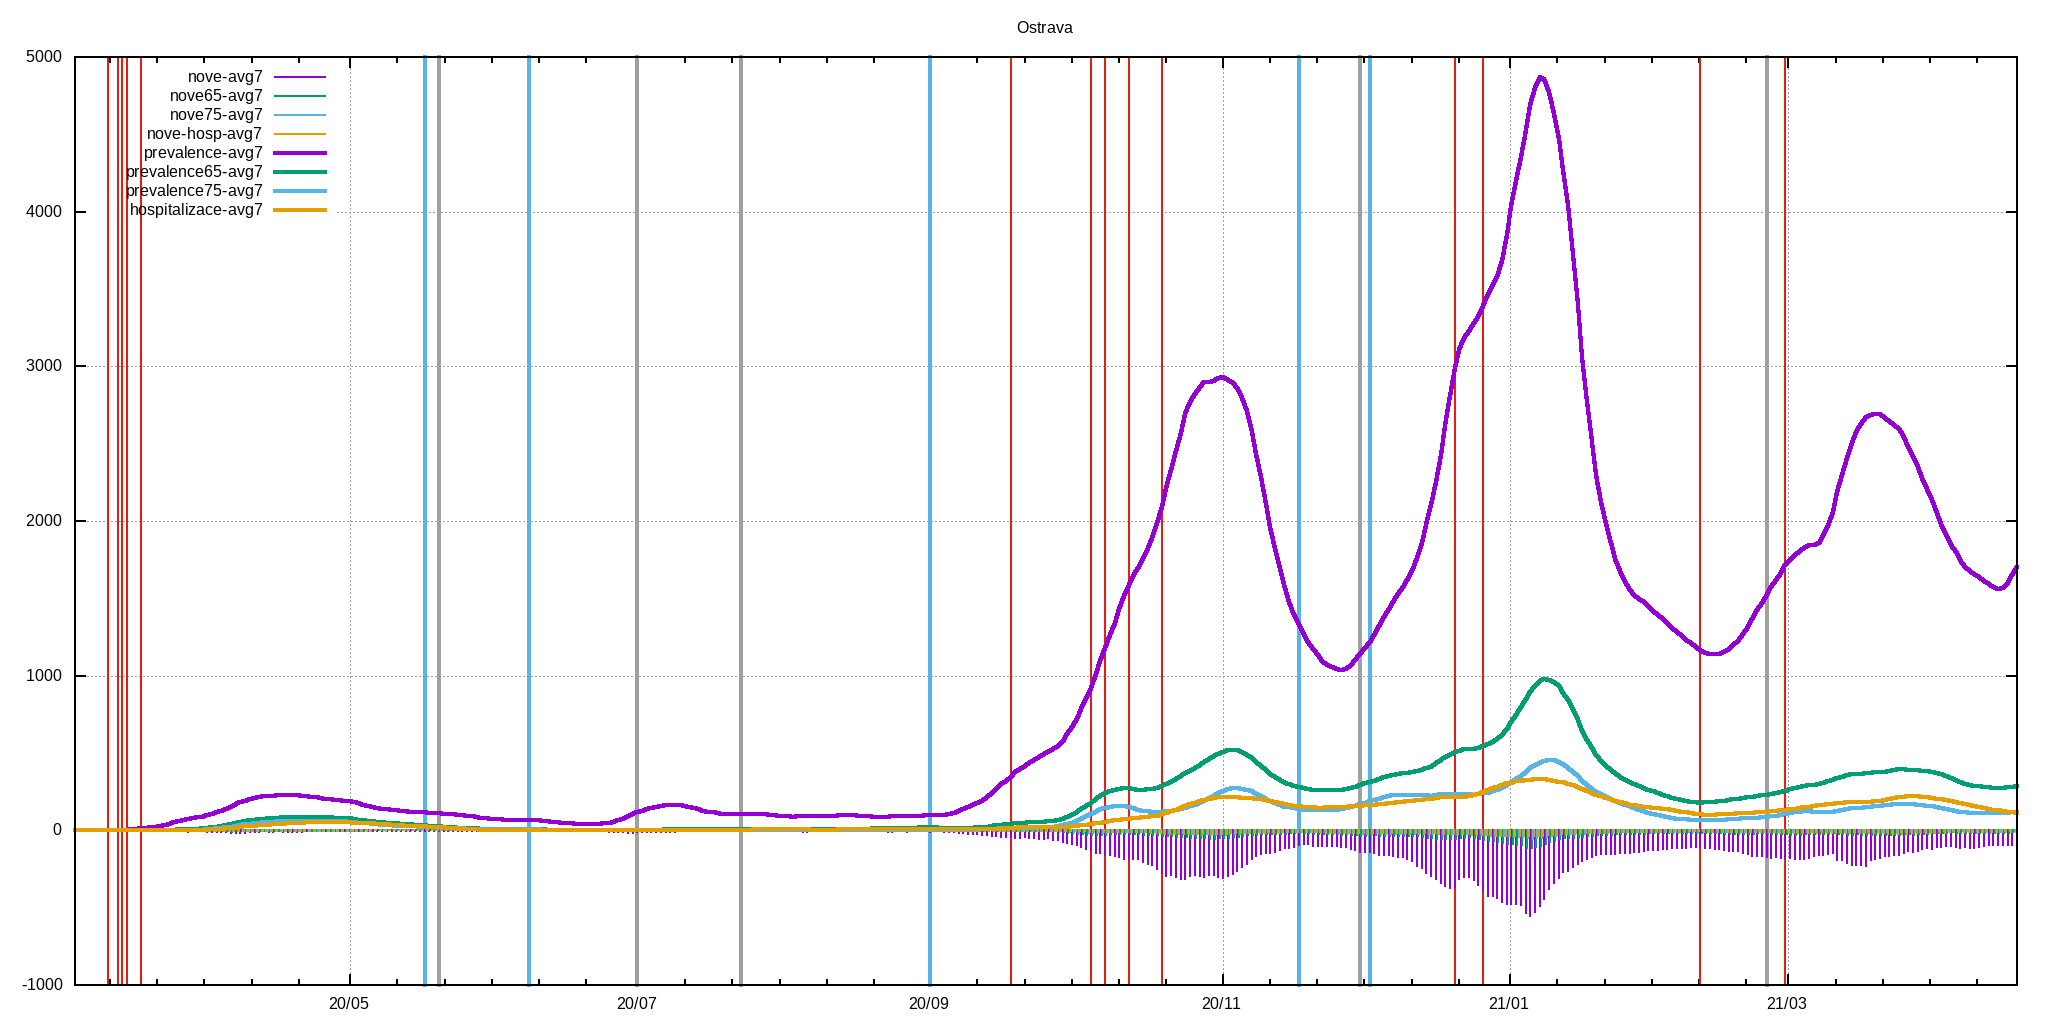 Ostrava
5000
4000
3000
2000
1000
0
-1000
nove-avg7
nove65-avg7
nove75-avg7
nove-hosp-avg7
prevalence-avg7
prevalence65-avg7
prevalence75-avg7
hospitalizace-avg7
20/05
20/07
20/09
20/11
21/01
21/03